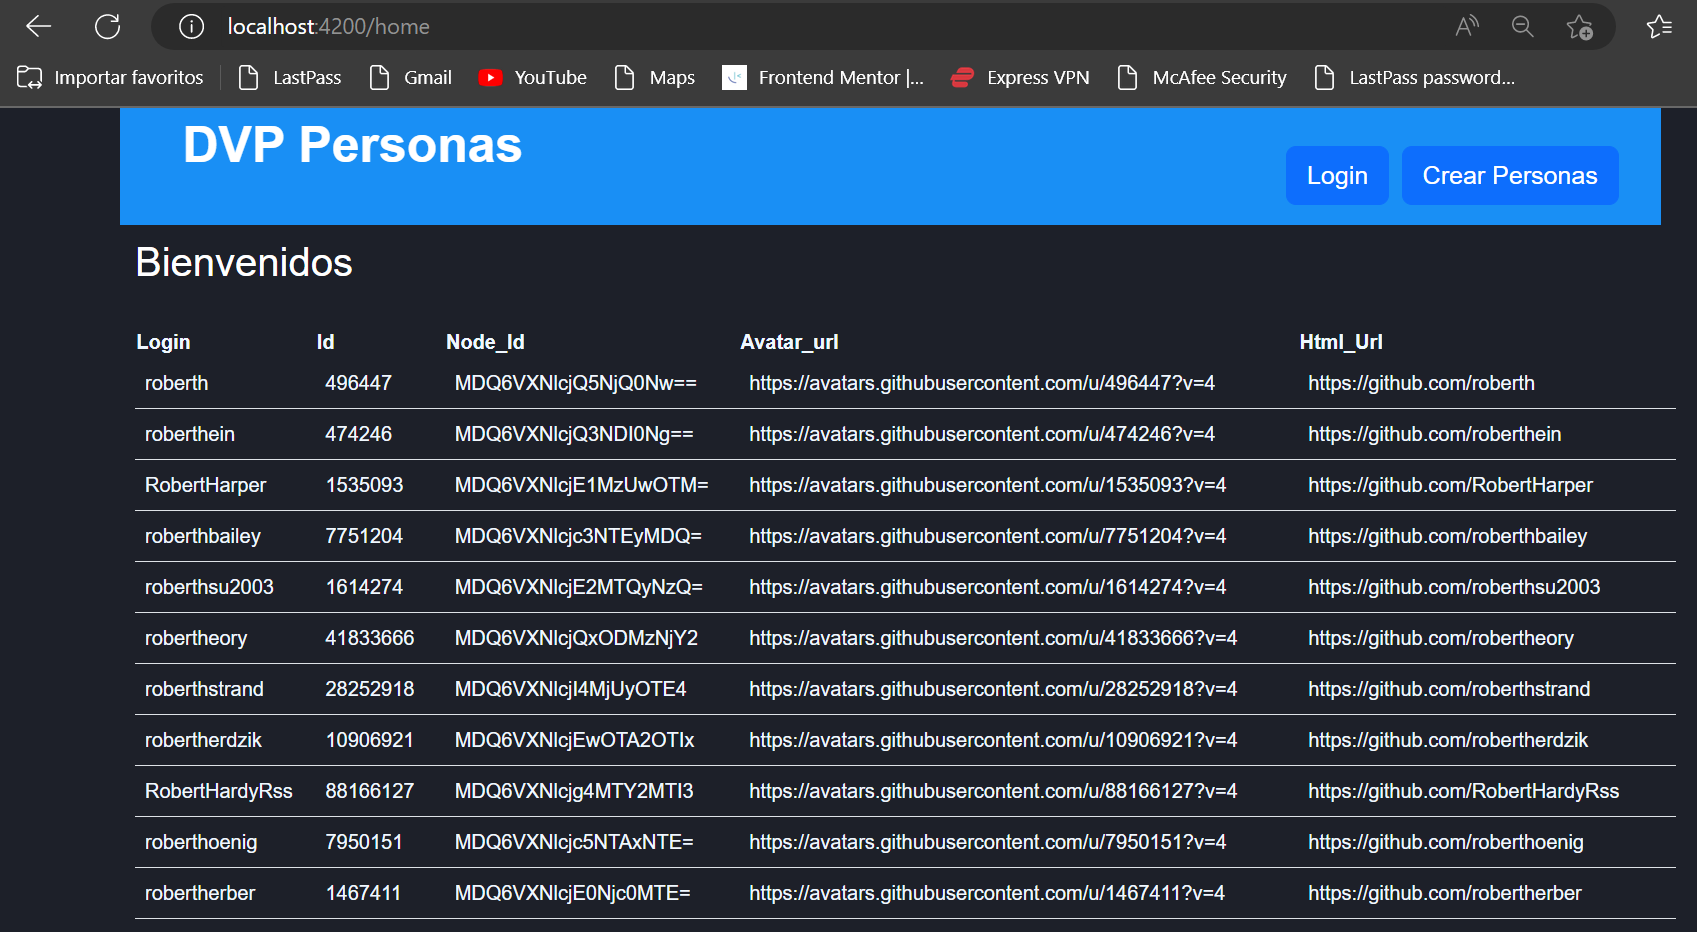 localhost:4200/home
Importar favoritos LastPass Gmail YouTube Maps Frontend Mentor |... Express VPN McAfee Security LastPass password...
DVP Personas
Login Crear Personas
Bienvenidos
Login Id Node_Id Avatar_url Html_Url
roberth 496447 MDQ6VXNlcjQ5NjQ0Nw== https://avatars.githubusercontent.com/u/496447?v=4 https://github.com/roberth
roberthein 474246 MDQ6VXNlcjQ3NDI0Ng== https://avatars.githubusercontent.com/u/474246?v=4 https://github.com/roberthein
RobertHarper 1535093 MDQ6VXNlcjE1MzUwOTM= https://avatars.githubusercontent.com/u/1535093?v=4 https://github.com/RobertHarper
roberthbailey 7751204 MDQ6VXNlcjc3NTEyMDQ= https://avatars.githubusercontent.com/u/7751204?v=4 https://github.com/roberthbailey
roberthsu2003 1614274 MDQ6VXNlcjE2MTQyNzQ= https://avatars.githubusercontent.com/u/1614274?v=4 https://github.com/roberthsu2003
robertheory 41833666 MDQ6VXNlcjQxODMzNjY2 https://avatars.githubusercontent.com/u/41833666?v=4 https://github.com/robertheory
roberthstrand 28252918 MDQ6VXNlcjI4MjUyOTE4 https://avatars.githubusercontent.com/u/28252918?v=4 https://github.com/roberthstrand
robertherdzik 10906921 MDQ6VXNlcjEwOTA2OTIx https://avatars.githubusercontent.com/u/10906921?v=4 https://github.com/robertherdzik
RobertHardyRss 88166127 MDQ6VXNlcjg4MTY2MTI3 https://avatars.githubusercontent.com/u/88166127?v=4 https://github.com/RobertHardyRss
roberthoenig 7950151 MDQ6VXNlcjc5NTAxNTE= https://avatars.githubusercontent.com/u/7950151?v=4 https://github.com/roberthoenig
robertherber 1467411 MDQ6VXNlcjE0Njc0MTE= https://avatars.githubusercontent.com/u/1467411?v=4 https://github.com/robertherber